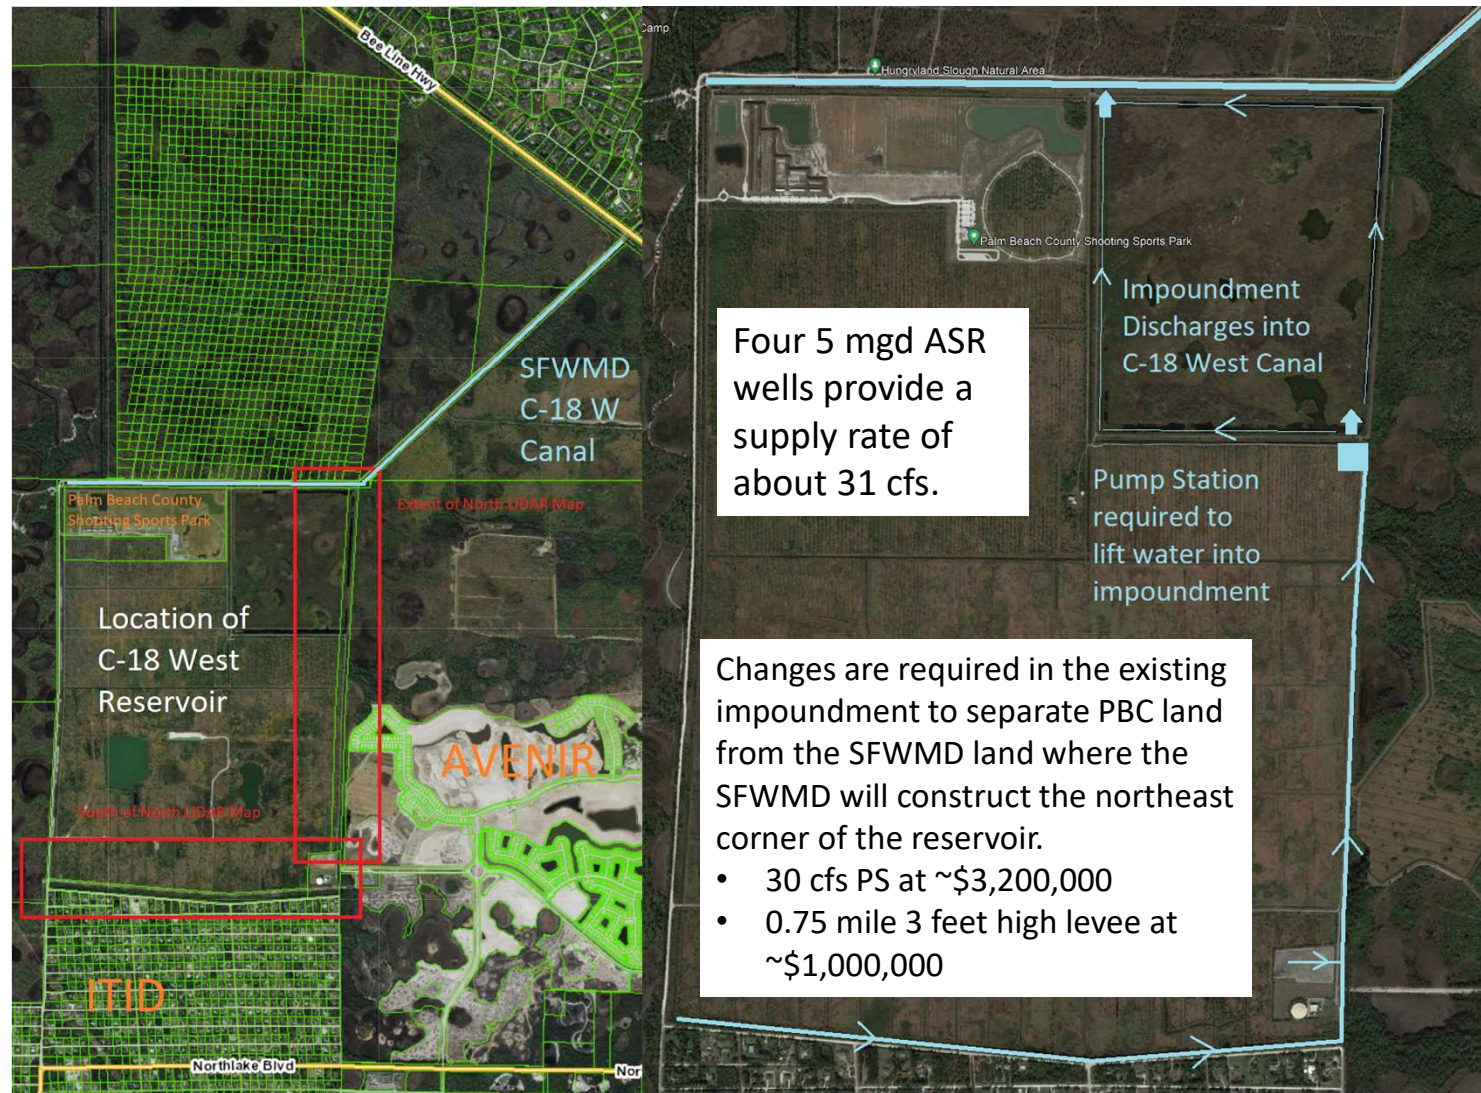 Bee Line Hwy
SFWMD
C-18 W
Canal
Palm Beach County
Shooting Sports Park
Extent of North LIDAR Map
Location of
C-18 West
Reservoir
AVENIR
South of North LIDAR Map
ITID
Northlake Blvd
Nor
Camp
Hungryland Slough Natural Area
Palm Beach County Shooting Sports Park
Impoundment
Discharges into
C-18 West Canal
Four 5 mgd ASR
wells provide a
supply rate of
about 31 cfs.
Pump Station
required to
lift water into
impoundment
Changes are required in the existing
impoundment to separate PBC land
from the SFWMD land where the
SFWMD will construct the northeast
corner of the reservoir.
• 30 cfs PS at ~$3,200,000
• 0.75 mile 3 feet high levee at
~$1,000,000